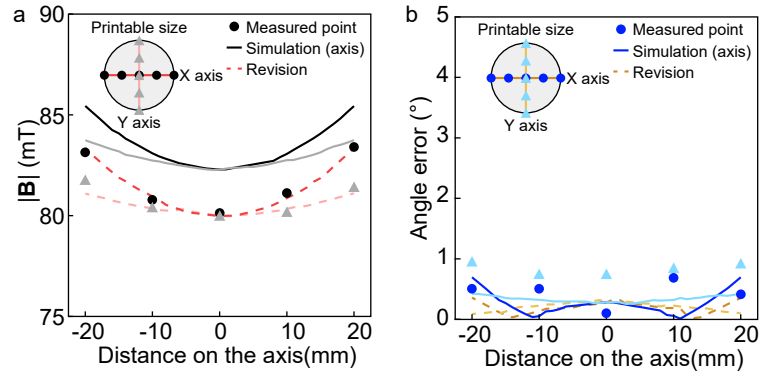 a
Printable size
X axis
Y axis
Measured point
Simulation (axis)
Revision
90
85
80
75
|B| (mT)
-20 -10 0 10 20
Distance on the axis(mm)
b
Printable size
X axis
Y axis
Measured point
Simulation (axis)
Revision
5
4
3
2
1
0
Angle error (°)
-20 -10 0 10 20
Distance on the axis(mm)